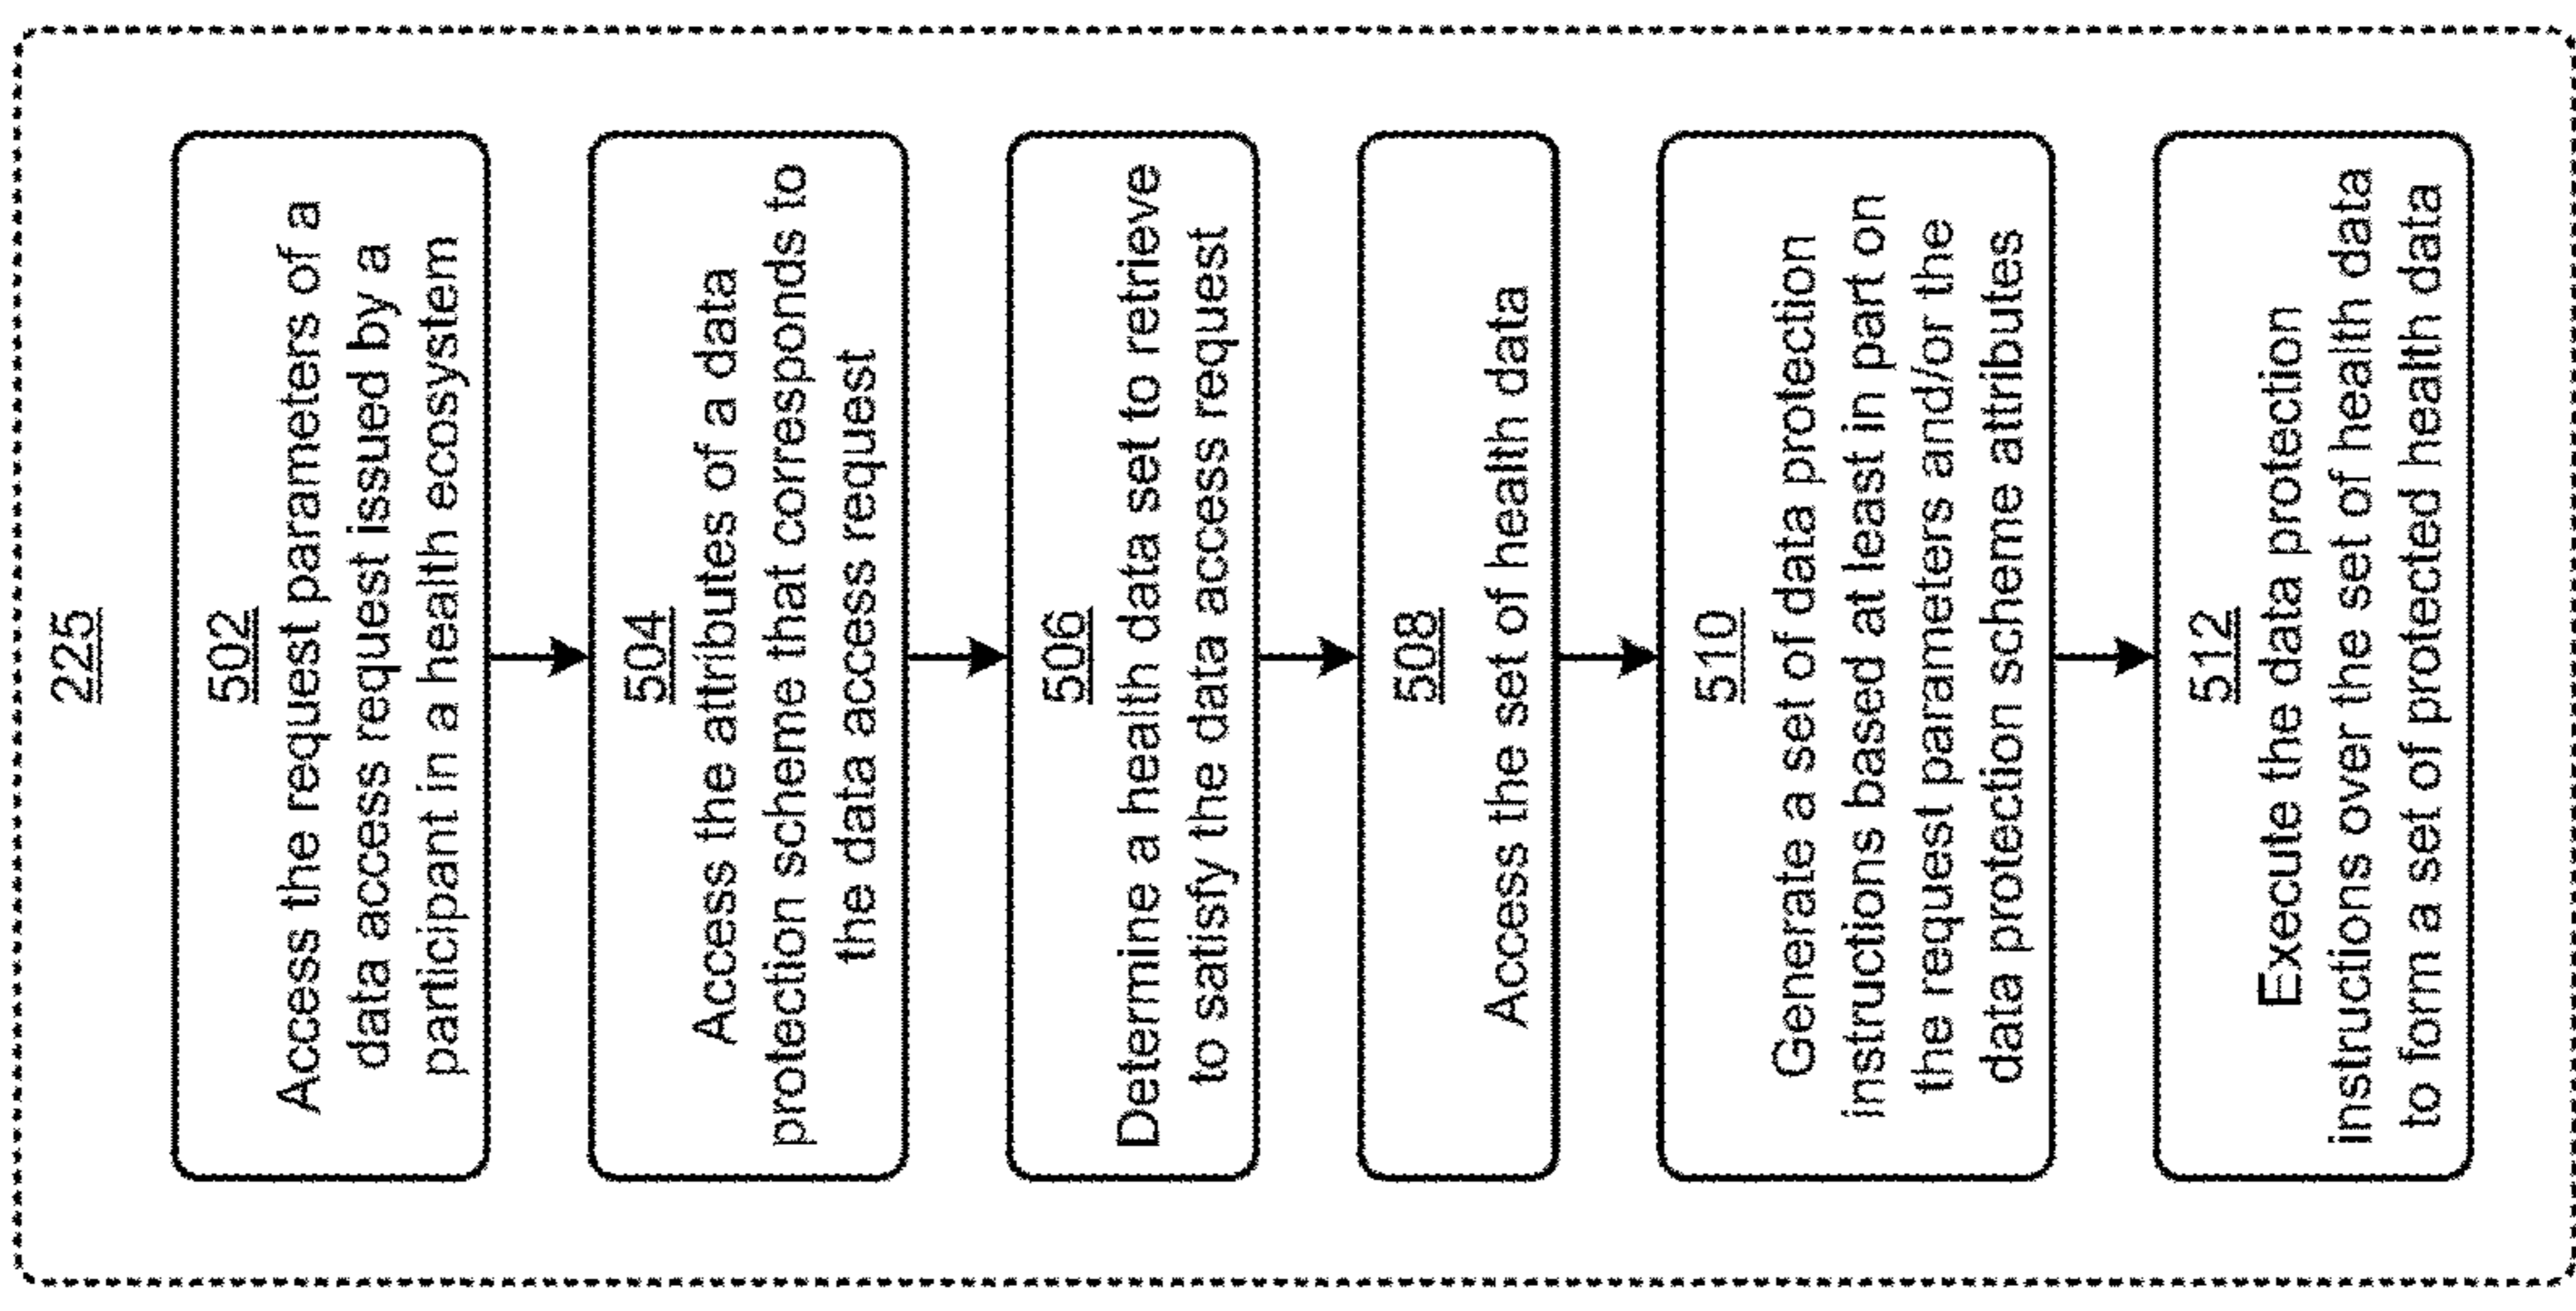 225
502
Access the request parameters of a
data access request issued by a
participant in a health ecosystem
504
Access the attributes of a data
protection scheme that corresponds to
the data access request
506
Determine a health data set to retrieve
to satisfy the data access request
508
Access the set of health data
510
Generate a set of data protection
instructions based at least in part on
the request parameters and/or the
data protection scheme attributes
512
Execute the data protection
instructions over the set of health data
to form a set of protected health data